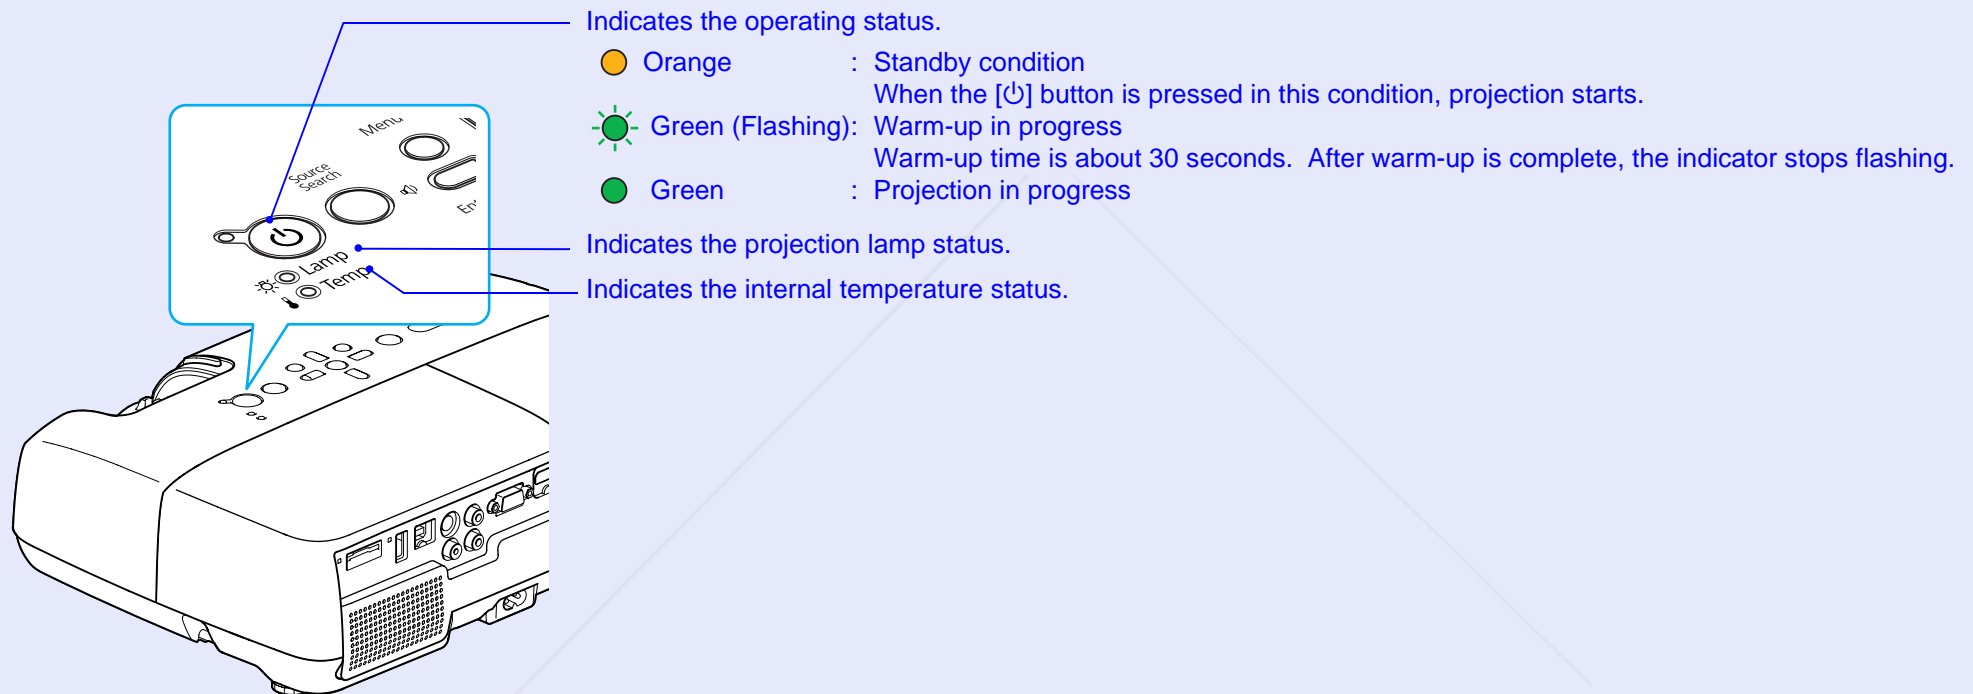 Indicates the operating status.
Orange : Standby condition
When the [⏻] button is pressed in this condition, projection starts.
Green (Flashing): Warm-up in progress
Warm-up time is about 30 seconds. After warm-up is complete, the indicator stops flashing.
Green : Projection in progress
Indicates the projection lamp status.
Indicates the internal temperature status.
Menu
Source
Search
Lamp
Temp